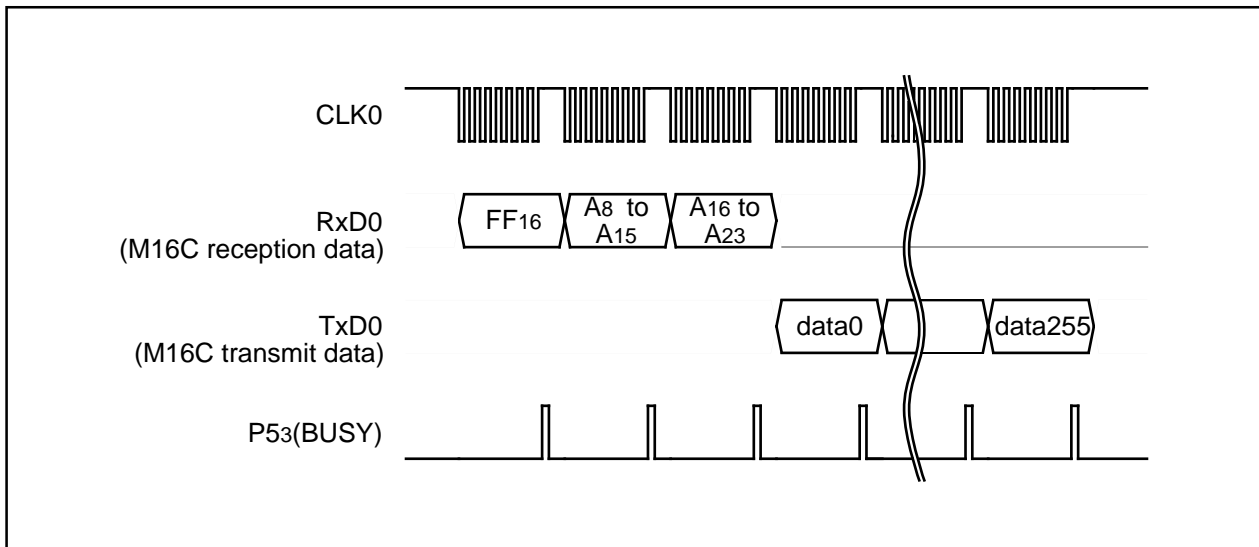 CLK0
RxD0
(M16C reception data)
FF16
A8 to
A15
A16 to
A23
TxD0
(M16C transmit data)
data0
data255
P53(BUSY)